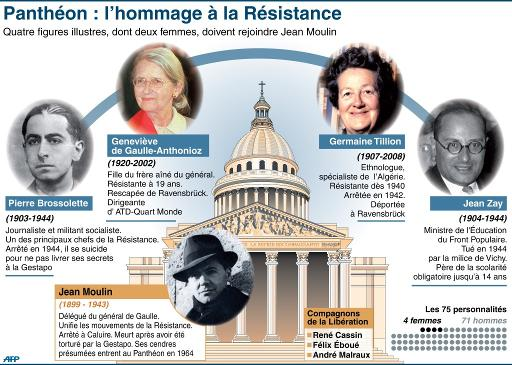 Panthéon : l'hommage à la Résistance
Quatre figures illustres, dont deux femmes, doivent rejoindre Jean Moulin
Geneviève
de Gaulle-Anthonioz
(1920-2002)
Fille du frère aîné du général.
Résistante à 19 ans.
Rescapée de Ravensbrück.
Dirigeante
d' ATD-Quart Monde
Germaine Tillion
(1907-2008)
Ethnologue,
spécialiste de l'Algérie.
Résistante dès 1940
Arrêtée en 1942.
Déportée
à Ravensbrück
Pierre Brossolette
(1903-1944)
Journaliste et militant socialiste.
Un des principaux chefs de la Résistance.
Arrêté en 1944, il se suicide
pour ne pas livrer ses secrets
à la Gestapo
Jean Zay
(1904-1944)
Ministre de l'Éducation
du Front Populaire.
Tué en 1944
par la milice de Vichy.
Père de la scolarité
obligatoire jusqu'à 14 ans
Jean Moulin
(1899 - 1943)
Délégué du général de Gaulle.
Unifie les mouvements de la Résistance.
Arrêté à Caluire. Meurt après avoir été
torturé par la Gestapo. Ses cendres
présumées entrent au Panthéon en 1964
Compagnons
de la Libération
René Cassin
Félix Éboué
André Malraux
Les 75 personnalités
4 femmes 71 hommes
AFP